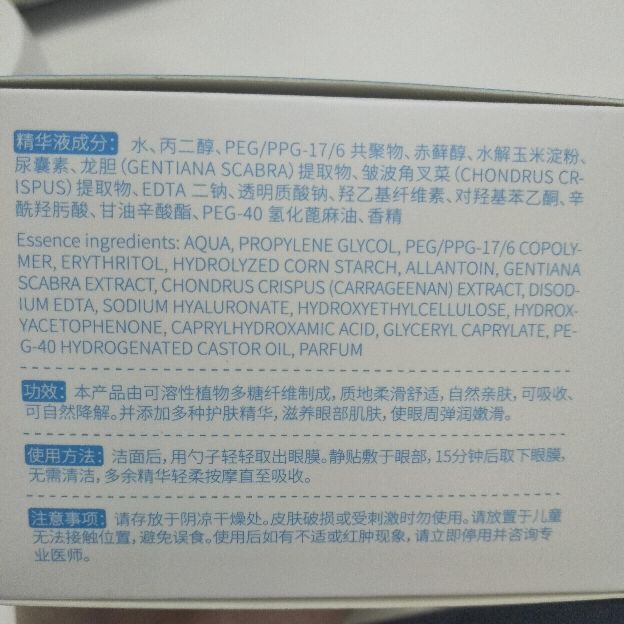 精华液成分： 水、丙二醇、PEG/PPG-17/6 共聚物、赤藓醇、水解玉米淀粉、
尿囊素、龙胆（GENTIANA SCABRA）提取物、皱波角叉菜（CHONDRUS CR-
ISPUS）提取物、EDTA 二钠、透明质酸钠、羟乙基纤维素、对羟基苯乙酮、辛
酰羟肟酸、甘油辛酸酯、PEG-40 氢化蓖麻油、香精
Essence ingredients: AQUA, PROPYLENE GLYCOL, PEG/PPG-17/6 COPOLY-
MER, ERYTHRITOL, HYDROLYZED CORN STARCH, ALLANTOIN, GENTIANA
SCABRA EXTRACT, CHONDRUS CRISPUS (CARRAGEENAN) EXTRACT, DISOD-
IUM EDTA, SODIUM HYALURONATE, HYDROXYETHYLCELLULOSE, HYDROX-
YACETOPHENONE, CAPRYLHYDROXAMIC ACID, GLYCERYL CAPRYLATE, PE-
G-40 HYDROGENATED CASTOR OIL, PARFUM
功效： 本产品由可溶性植物多糖纤维制成，质地柔滑舒适，自然亲肤，可吸收、
可自然降解。并添加多种护肤精华，滋养眼部肌肤，使眼周弹润嫩滑。
使用方法： 洁面后，用勺子轻轻取出眼膜。静贴敷于眼部，15分钟后取下眼膜，
无需清洁，多余精华轻柔按摩直至吸收。
注意事项： 请存放于阴凉干燥处。皮肤破损或受刺激时勿使用。请放置于儿童
无法接触位置，避免误食。使用后如有不适或红肿现象，请立即停用并咨询专
业医师。